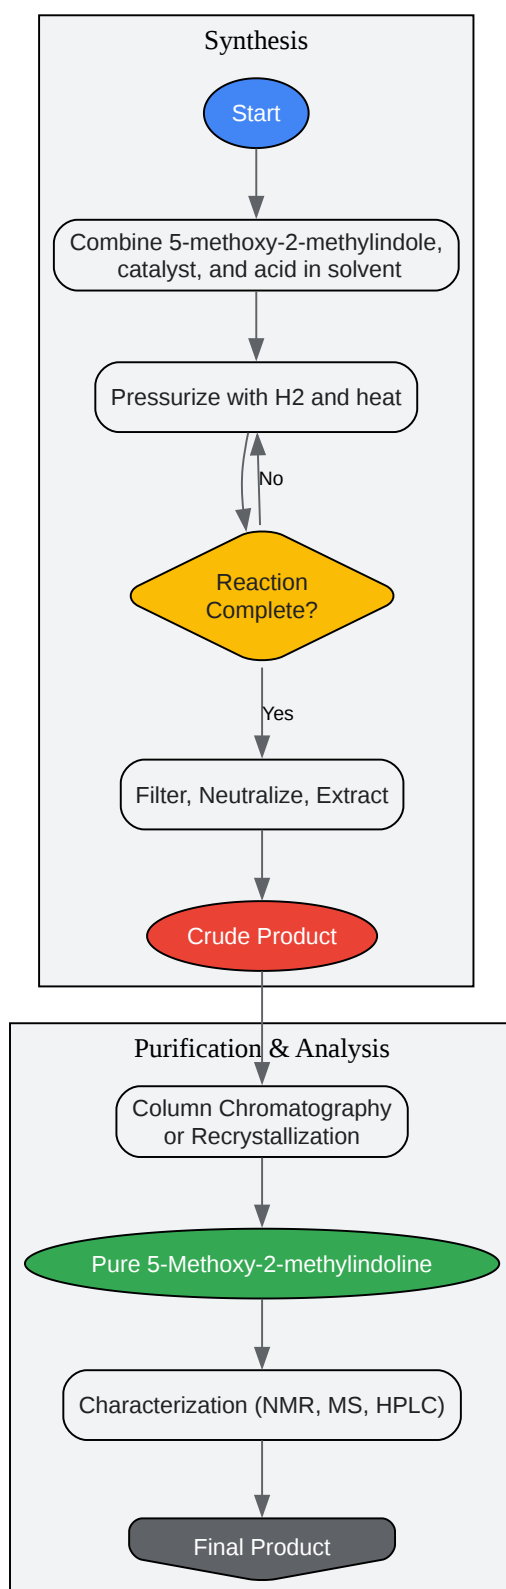 Synthesis
Start
Combine 5-methoxy-2-methylindole,
catalyst, and acid in solvent
Pressurize with H2 and heat
No
Reaction
Complete?
Yes
Filter, Neutralize, Extract
Crude Product
Purification & Analysis
Column Chromatography
or Recrystallization
Pure 5-Methoxy-2-methylindoline
Characterization (NMR, MS, HPLC)
Final Product